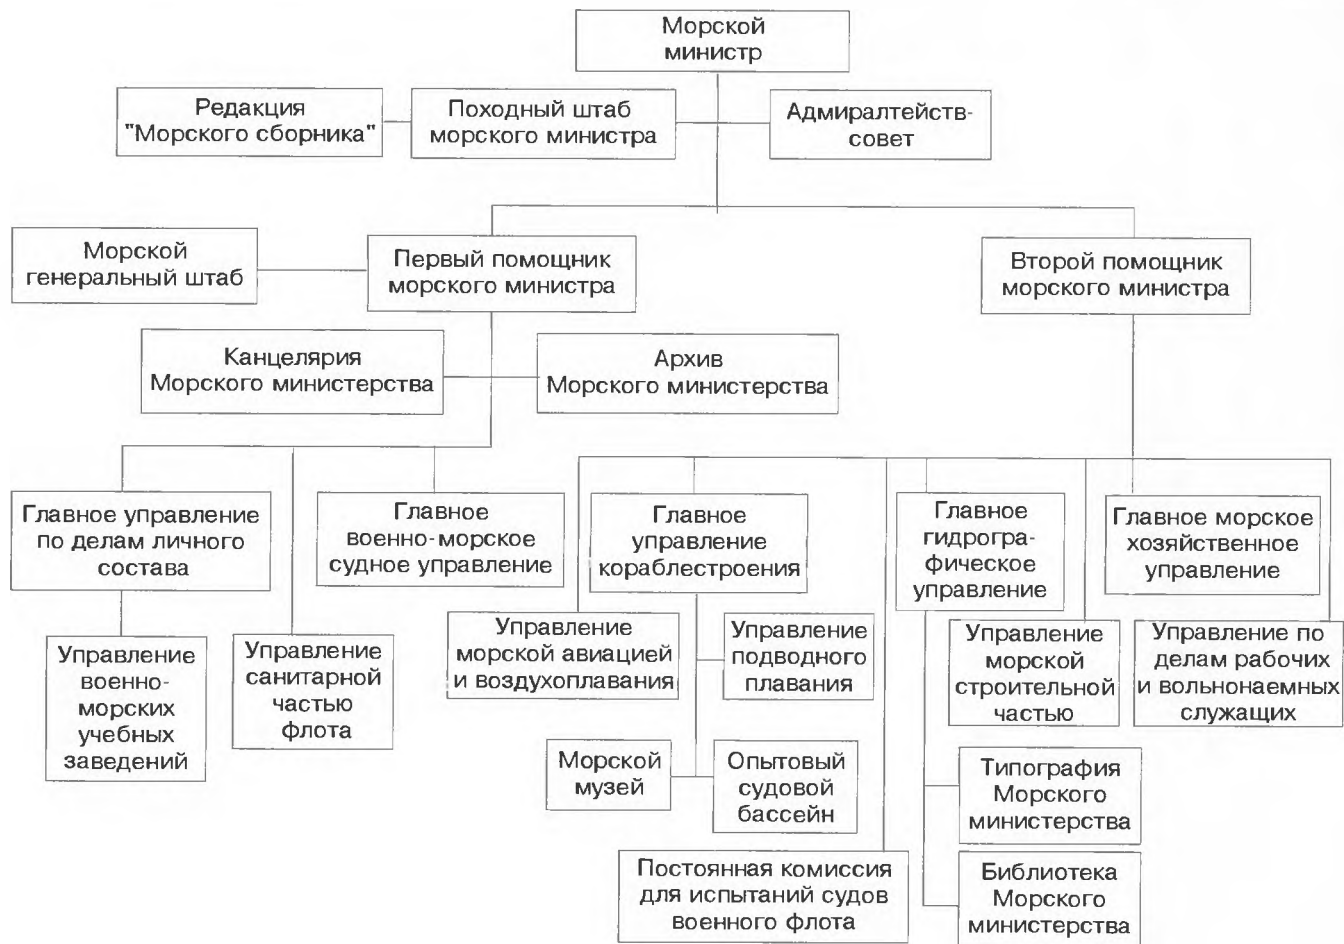 Морской
министр
Редакция
"Морского сборника"
Походный штаб
морского министра
Адмиралтейств-
совет
Морской
генеральный штаб
Первый помощник
морского министра
Второй помощник
морского министра
Канцелярия
Морского министерства
Архив
Морского министерства
Главное управление
по делам личного
состава
Главное
военно-морское
судное управление
Главное
управление
кораблестроения
Главное
гидрогра-
фическое
управление
Главное морское
хозяйственное
управление
Управление
военно-
морских
учебных
заведений
Управление
санитарной
частью
флота
Управление
морской авиацией
и воздухоплавания
Управление
подводного
плавания
Управление
морской
строительной
частью
Управление по
делам рабочих
и вольнонаемных
служащих
Морской
музей
Опытовый
судовой
бассейн
Типография
Морского
министерства
Постоянная комиссия
для испытаний судов
военного флота
Библиотека
Морского
министерства